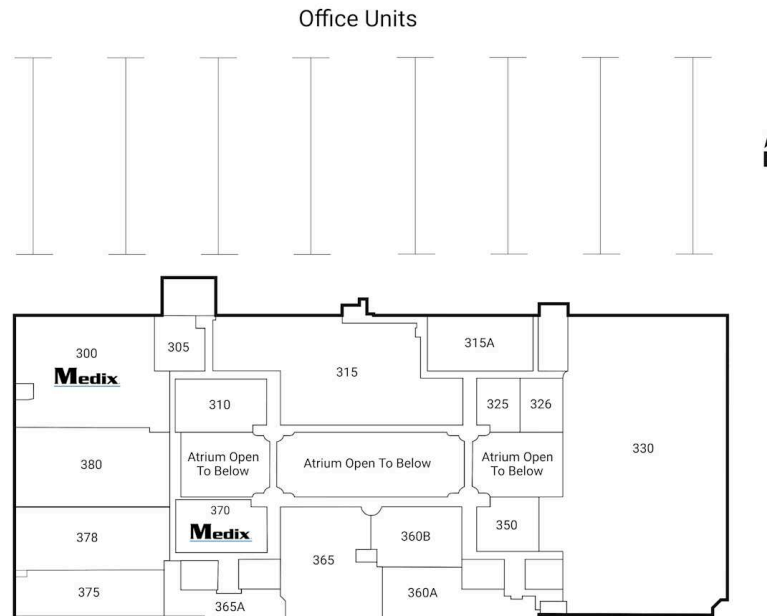 Office Units
300
Medix
305
315
315A
310
325
326
330
380
Atrium Open
To Below
Atrium Open To Below
Atrium Open
To Below
370
Medix
378
365
360B
350
375
365A
360A